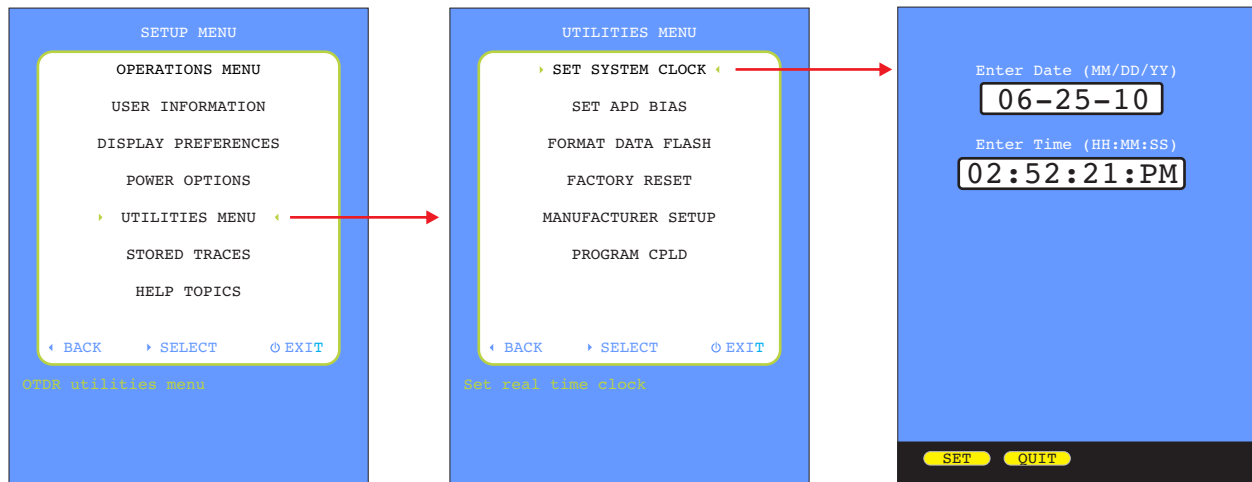 SETUP MENU
OPERATIONS MENU
USER INFORMATION
DISPLAY PREFERENCES
POWER OPTIONS
UTILITIES MENU
STORED TRACES
HELP TOPICS
BACK SELECT EXIT
OTDR utilities menu
UTILITIES MENU
SET SYSTEM CLOCK
SET APD BIAS
FORMAT DATA FLASH
FACTORY RESET
MANUFACTURER SETUP
PROGRAM CPLD
BACK SELECT EXIT
Set real time clock
Enter Date (MM/DD/YY)
06-25-10
Enter Time (HH:MM:SS)
02:52:21:PM
SET QUIT